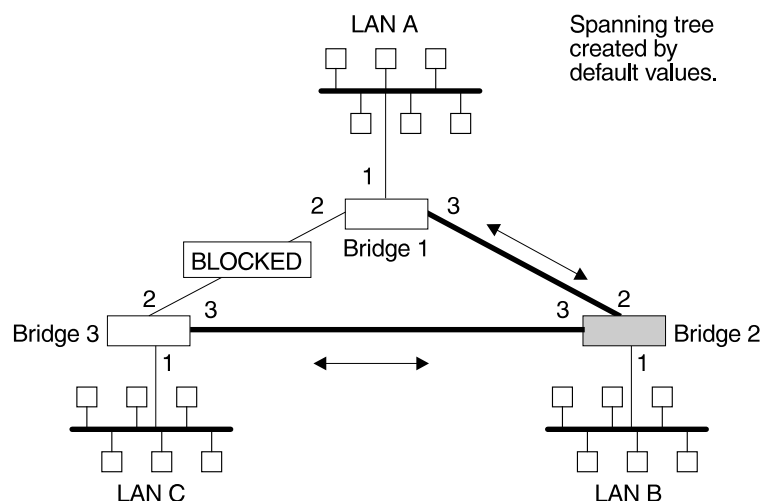 LAN A
Spanning tree
created by
default values.
1
2
3
Bridge 1
BLOCKED
2
3
3
2
Bridge 3
Bridge 2
1
1
LAN C
LAN B